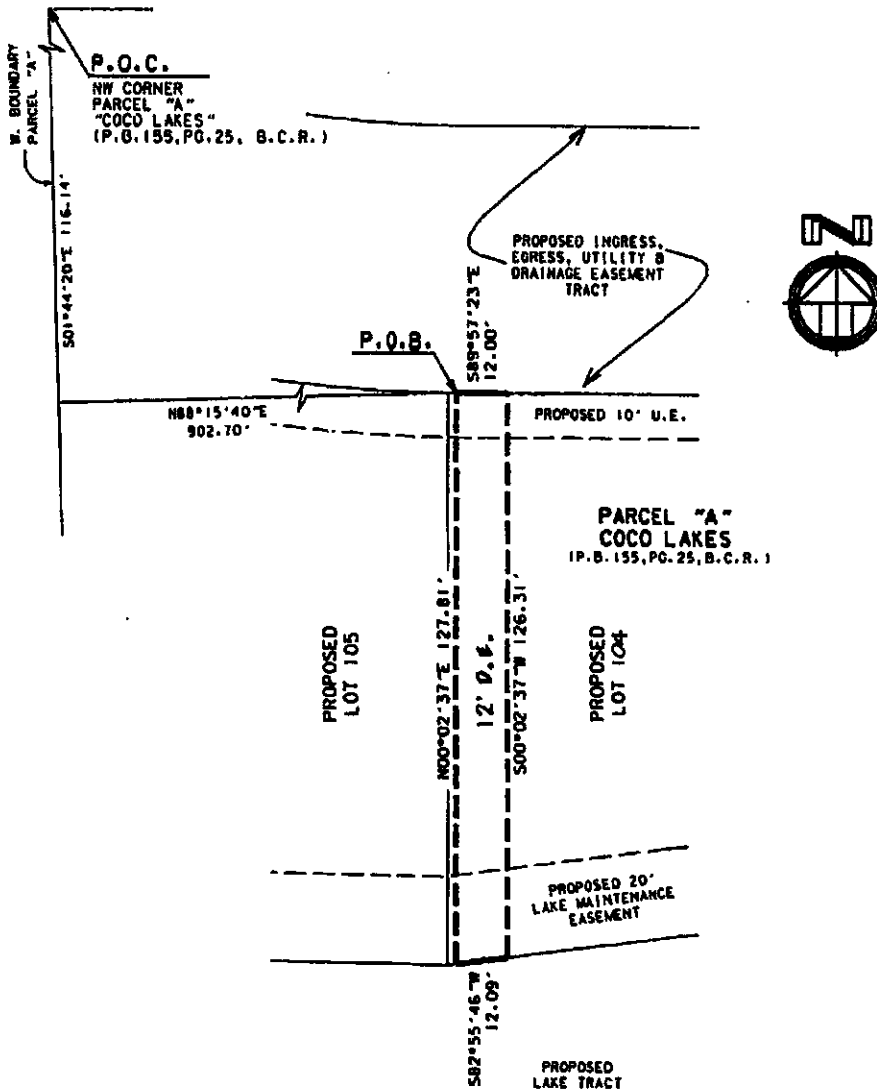 W. BOUNDARY
PARCEL "A"
P.O.C.
NW CORNER
PARCEL "A"
"COCO LAKES"
(P.B.155,PG.25, B.C.R.)
S01°44'20"E 116.14'
PROPOSED INGRESS,
EGRESS, UTILITY &
DRAINAGE EASEMENT
TRACT
N
P.O.B.
S89°57'23"E
12.00'
N88°15'40"E
902.70'
PROPOSED 10' U.E.
PARCEL "A"
COCO LAKES
(P.B.155,PG.25,B.C.R.)
PROPOSED
LOT 105
N00°02'37"E 127.81'
12' D.E.
S00°02'37"W 126.31'
PROPOSED
LOT 104
PROPOSED 20'
LAKE MAINTENANCE
EASEMENT
S82°55'46"W
12.09'
PROPOSED
LAKE TRACT